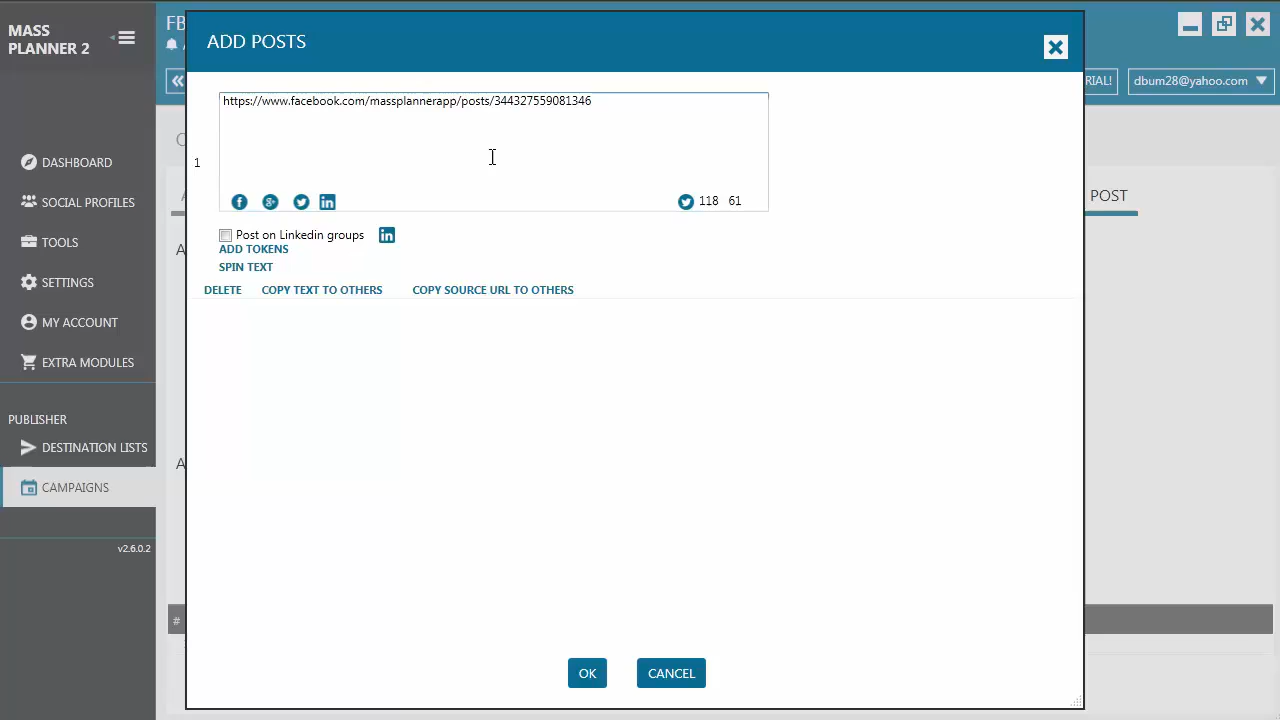 MASS
PLANNER 2
FB
ADD POSTS
RIAL!
dbum28@yahoo.com
https://www.facebook.com/massplannerapp/posts/344327559081346
1
118 61
Post on Linkedin groups
ADD TOKENS
SPIN TEXT
DELETE COPY TEXT TO OTHERS COPY SOURCE URL TO OTHERS
DASHBOARD
SOCIAL PROFILES
TOOLS
SETTINGS
MY ACCOUNT
EXTRA MODULES
PUBLISHER
DESTINATION LISTS
CAMPAIGNS
v2.6.0.2
POST
#
OK CANCEL